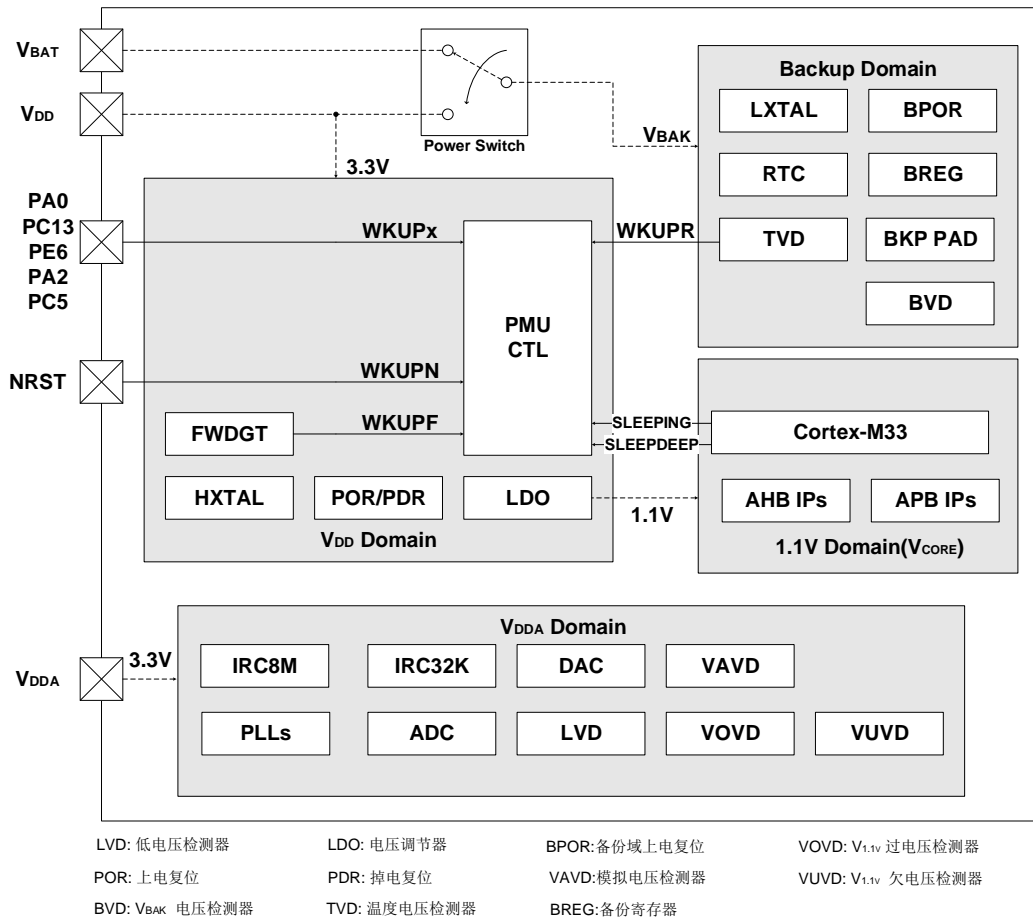 VBAT
VDD
Power Switch
3.3V
VBAK
Backup Domain
LXTAL
BPOR
RTC
BREG
TVD
BKP PAD
BVD
PA0
PC13
PE6
PA2
PC5
WKUPx
WKUPR
PMU
CTL
NRST
WKUPN
FWDGT
WKUPF
SLEEPING
SLEEPDEEP
Cortex-M33
HXTAL
POR/PDR
LDO
1.1V
AHB IPs
APB IPs
VDD Domain
1.1V Domain(VCORE)
VDDA
3.3V
VDDA Domain
IRC8M
IRC32K
DAC
VAVD
PLLs
ADC
LVD
VOVD
VUVD
LVD: 低电压检测器
LDO: 电压调节器
BPOR:备份域上电复位
VOVD: V1.1V 过电压检测器
POR: 上电复位
PDR: 掉电复位
VAVD:模拟电压检测器
VUVD: V1.1V 欠电压检测器
BVD: VBAK 电压检测器
TVD: 温度电压检测器
BREG:备份寄存器